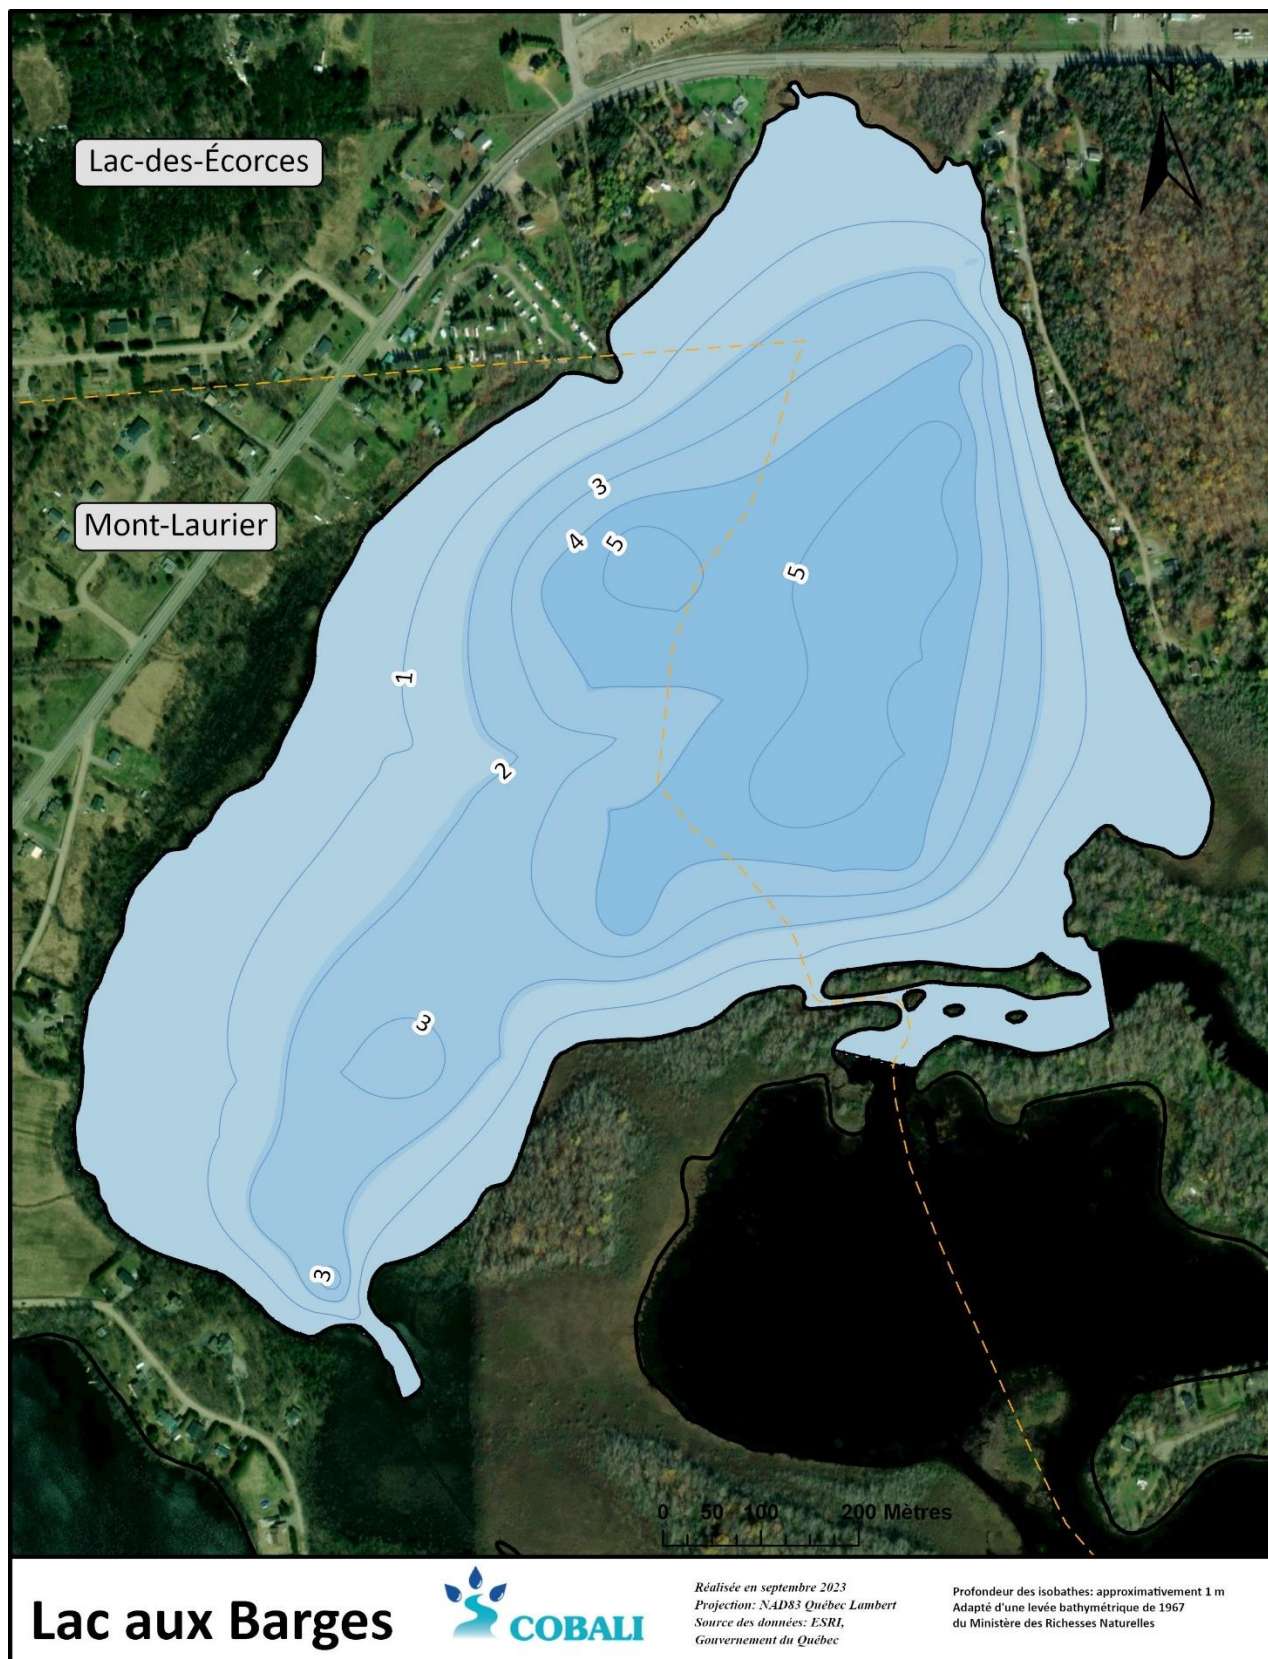 N
Lac-des-Écorces
Mont-Laurier
3
4
5
5
1
2
3
3
0 50 100 200 Mètres
Lac aux Barges
COBALI
Réalisée en septembre 2023
Projection: NAD83 Québec Lambert
Source des données: ESRI,
Gouvernement du Québec
Profondeur des isobathes: approximativement 1 m
Adapté d'une levée bathymétrique de 1967
du Ministère des Richesses Naturelles